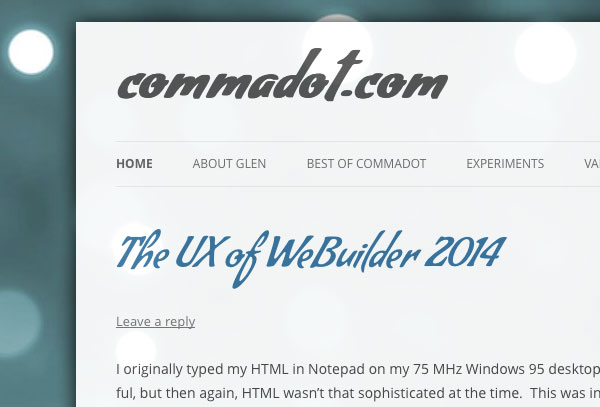 commadot.com
HOME ABOUT GLEN BEST OF COMMADOT EXPERIMENTS
The UX of WeBuilder 2014
Leave a reply
I originally typed my HTML in Notepad on my 75 MHz Windows 95 desktop
ful, but then again, HTML wasn't that sophisticated at the time. This was in